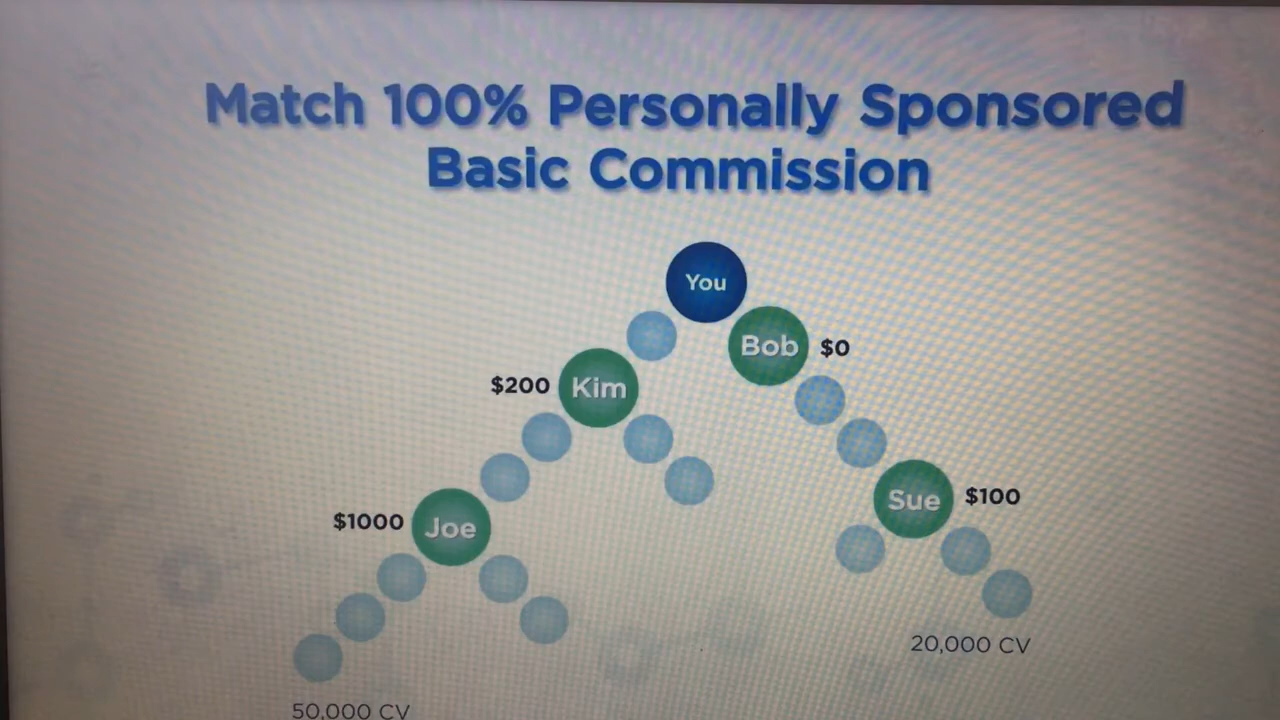 Match 100% Personally Sponsored
Basic Commission
You
Bob $0
$200 Kim
Sue $100
$1000 Joe
20,000 CV
50,000 CV